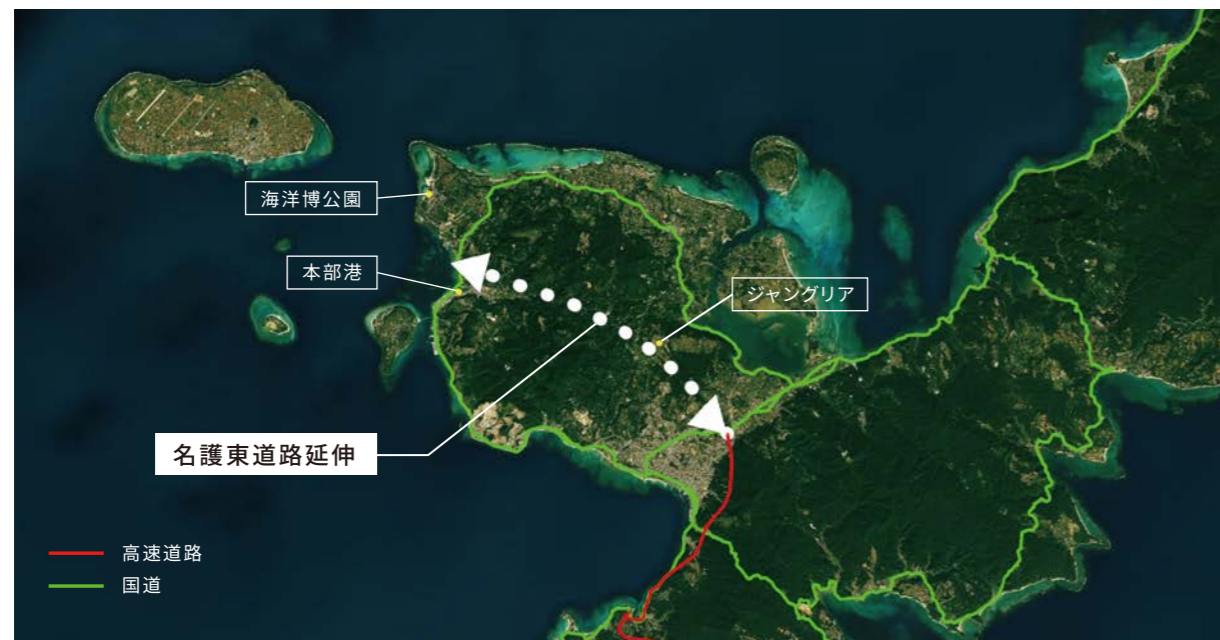 海洋博公園
本部港
ジャングリア
名護東道路延伸
高速道路
国道